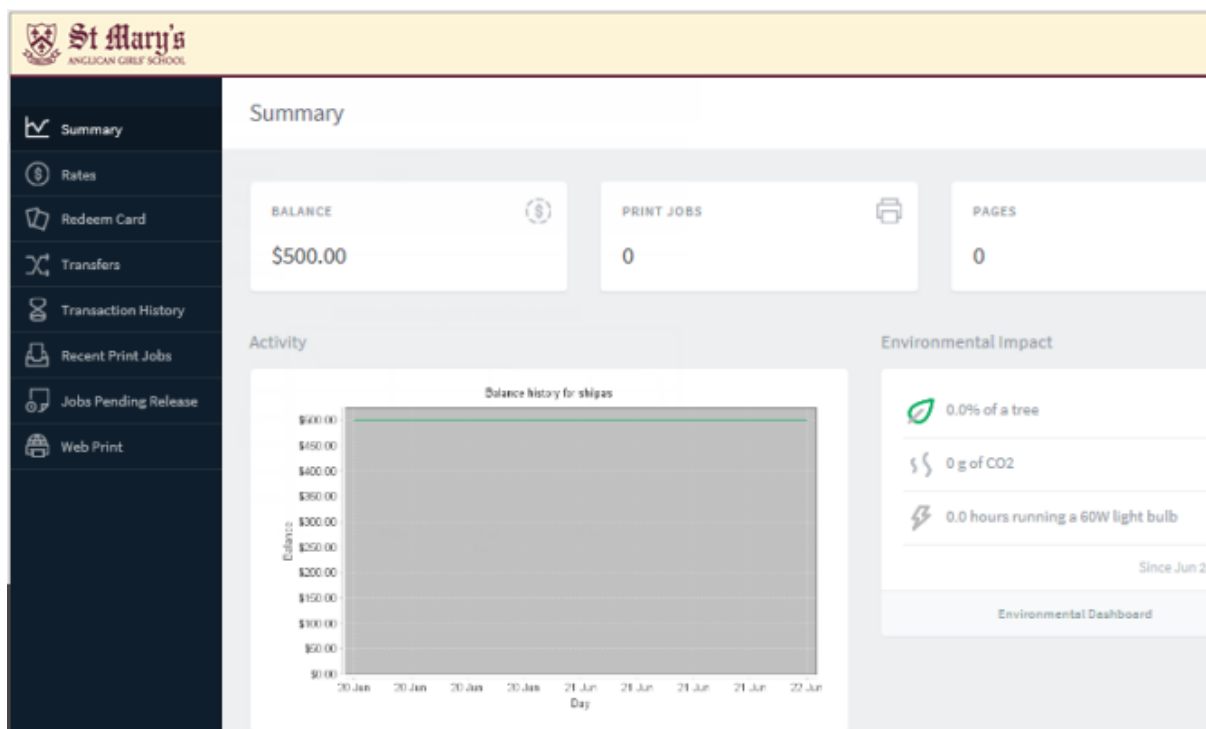 St Mary's
ANGLICAN GIRLS' SCHOOL
Summary
Rates
Redeem Card
Transfers
Transaction History
Recent Print Jobs
Jobs Pending Release
Web Print
Summary
BALANCE
$500.00
PRINT JOBS
0
PAGES
0
Activity
Balance history for shipas
$500.00
$450.00
$400.00
$350.00
$300.00
$250.00
$200.00
$150.00
$100.00
$50.00
$0.00
Balance
20 Jun 20 Jun 20 Jun 20 Jun 21 Jun 21 Jun 21 Jun 21 Jun 22 Jun
Day
Environmental Impact
0.0% of a tree
0 g of CO2
0.0 hours running a 60W light bulb
Since Jun 2
Environmental Dashboard